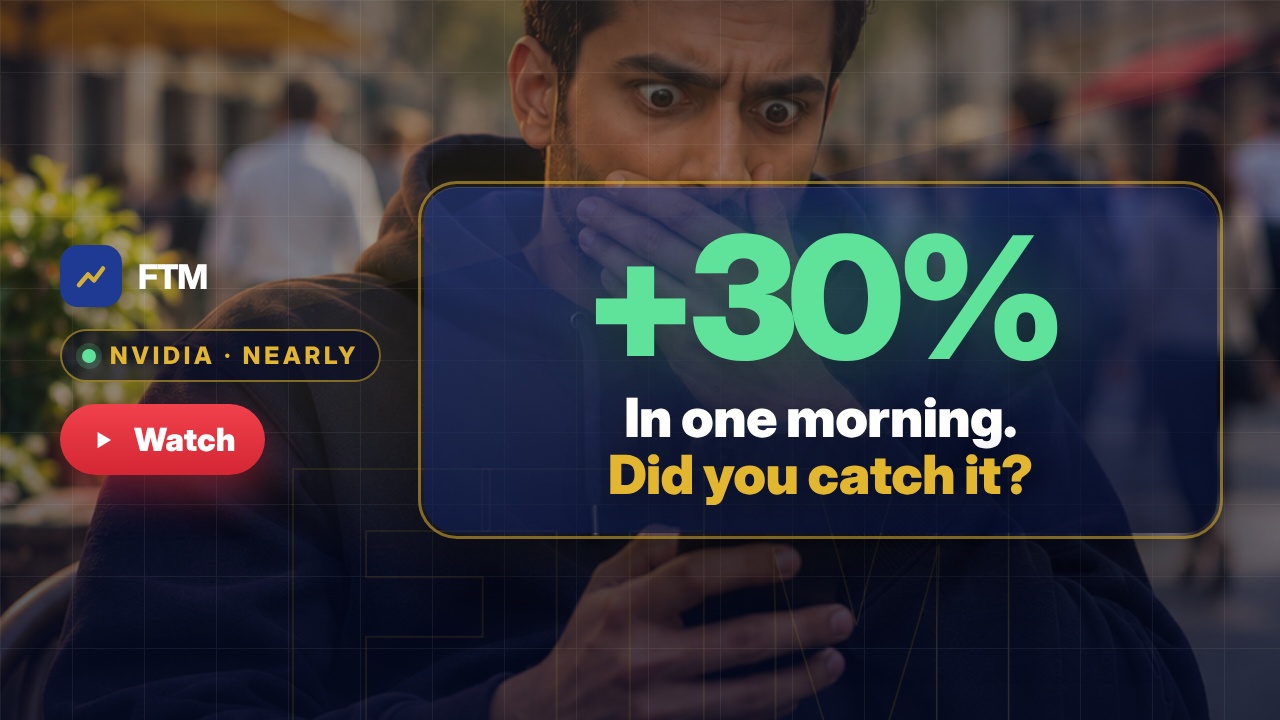 FTM
NVIDIA · NEARLY
Watch
+30%
In one morning.
Did you catch it?